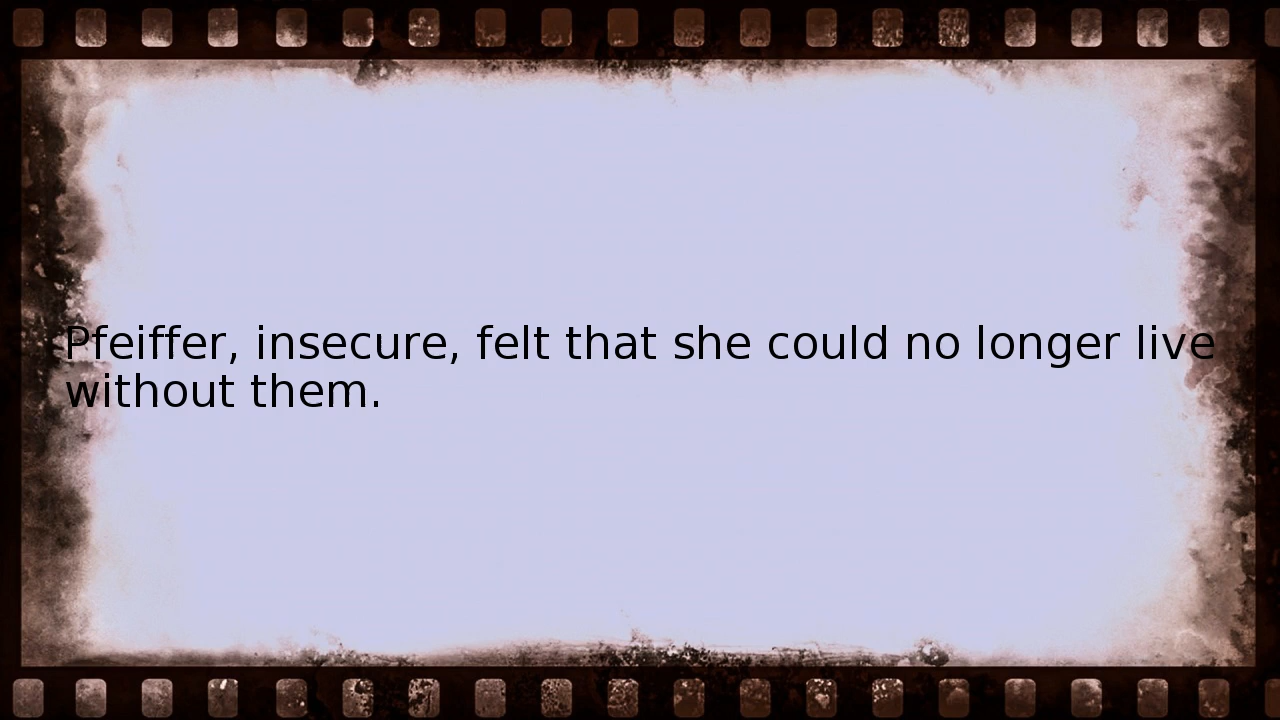 Pfeiffer, insecure, felt that she could no longer live
without them.